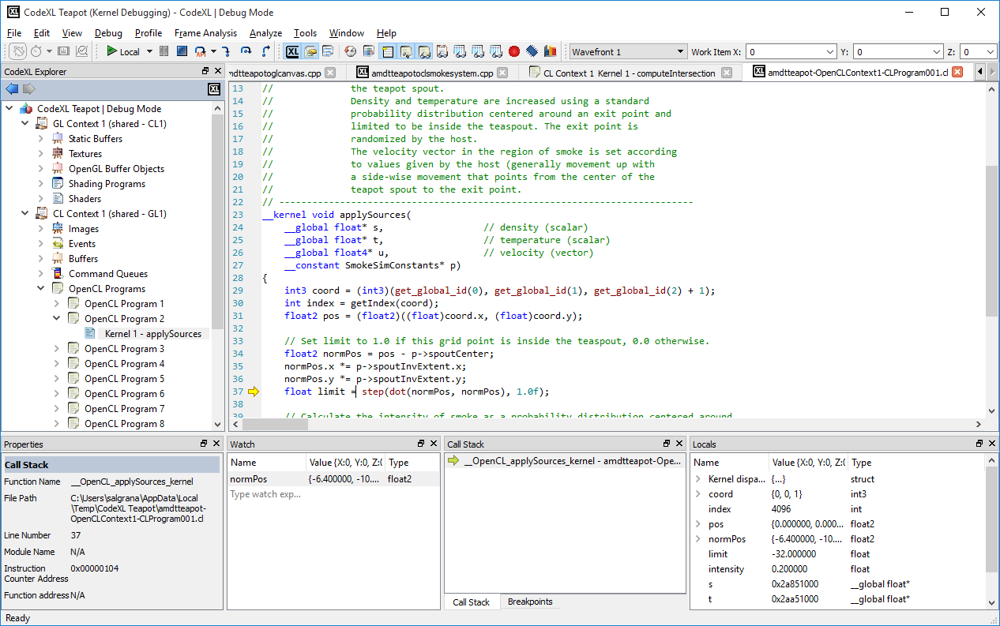 CodeXL Teapot (Kernel Debugging) - CodeXL | Debug Mode
File Edit View Debug Profile Frame Analysis Analyze Tools Window Help
Local Wavefront 1 Work Item X: 0 Y: 0 Z: 0
CodeXL Explorer
CodeXL Teapot | Debug Mode
GL Context 1 (shared - CL1)
Static Buffers
Textures
OpenGL Buffer Objects
Shading Programs
Shaders
CL Context 1 (shared - GL1)
Images
Events
Buffers
Command Queues
OpenCL Programs
OpenCL Program 1
OpenCL Program 2
Kernel 1 - applySources
OpenCL Program 3
OpenCL Program 4
OpenCL Program 5
OpenCL Program 6
OpenCL Program 7
OpenCL Program 8
ndtteapotoglcanvas.cpp amdtteapotoclsmokesystem.cpp CL Context 1 Kernel 1 - computeIntersection amdtteapot-OpenCLContext1-CLProgram001.cl
13 // the teapot spout.
14 // Density and temperature are increased using a standard
15 // probability distribution centered around an exit point and
16 // limited to be inside the teaspout. The exit point is
17 // randomized by the host.
18 // The velocity vector in the region of smoke is set according
19 // to values given by the host (generally movement up with
20 // a side-wise movement that points from the center of the
21 // teapot spout to the exit point.
22 // ---------------------------------------------------------------------------
23 __kernel void applySources(
24 __global float* s, // density (scalar)
25 __global float* t, // temperature (scalar)
26 __global float4* u, // velocity (vector)
27 __constant SmokeSimConstants* p)
28 {
29 int3 coord = (int3)(get_global_id(0), get_global_id(1), get_global_id(2) + 1);
30 int index = getIndex(coord);
31 float2 pos = (float2)((float)coord.x, (float)coord.y);
32
33 // Set limit to 1.0 if this grid point is inside the teaspout, 0.0 otherwise.
34 float2 normPos = pos - p->spoutCenter;
35 normPos.x *= p->spoutInvExtent.x;
36 normPos.y *= p->spoutInvExtent.y;
37 float limit = step(dot(normPos, normPos), 1.0f);
38
39 // Calculate the intensity of smoke as a probability distribution centered around
Properties
Call Stack
Function Name __OpenCL_applySources_kernel
File Path C:\Users\salgrana\AppData\Local
\Temp\CodeXL Teapot\amdtteapot-
OpenCLContext1-CLProgram001.cl
Line Number 37
Module Name N/A
Instruction 0x00000104
Counter Address
Function address N/A
Watch
Name Value {X:0, Y:0, Z:( Type
normPos {-6.400000, -10.... float2
Type watch exp...
Call Stack
__OpenCL_applySources_kernel - amdtteapot-Ope...
Call Stack Breakpoints
Locals
Name Value {X:0, Y:0, Z:( Type
Kernel dispa... {...} struct
coord {0, 0, 1} int3
index 4096 int
pos {0.000000, 0.000... float2
normPos {-6.400000, -10.... float2
limit -32.000000 float
intensity 0.200000 float
s 0x2a851000 __global float*
t 0x2aa51000 __global float*
Ready